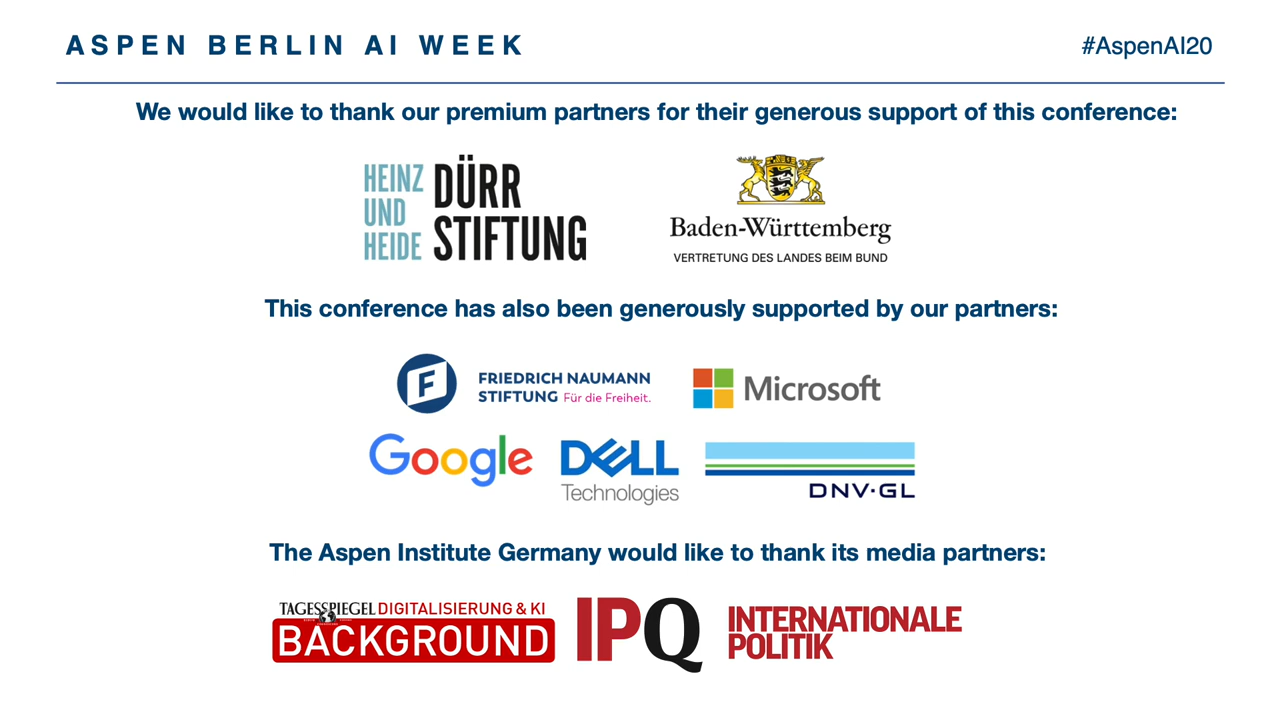 ASPEN BERLIN AI WEEK
#AspenAI20
We would like to thank our premium partners for their generous support of this conference:
HEINZ
UND
HEIDE
DÜRR
STIFTUNG
Baden-Württemberg
VERTRETUNG DES LANDES BEIM BUND
This conference has also been generously supported by our partners:
F
FRIEDRICH NAUMANN
STIFTUNG Für die Freiheit.
Microsoft
Google
DELL
Technologies
DNV·GL
The Aspen Institute Germany would like to thank its media partners:
TAGESSPIEGEL DIGITALISIERUNG & KI
BACKGROUND
IPQ
INTERNATIONALE
POLITIK